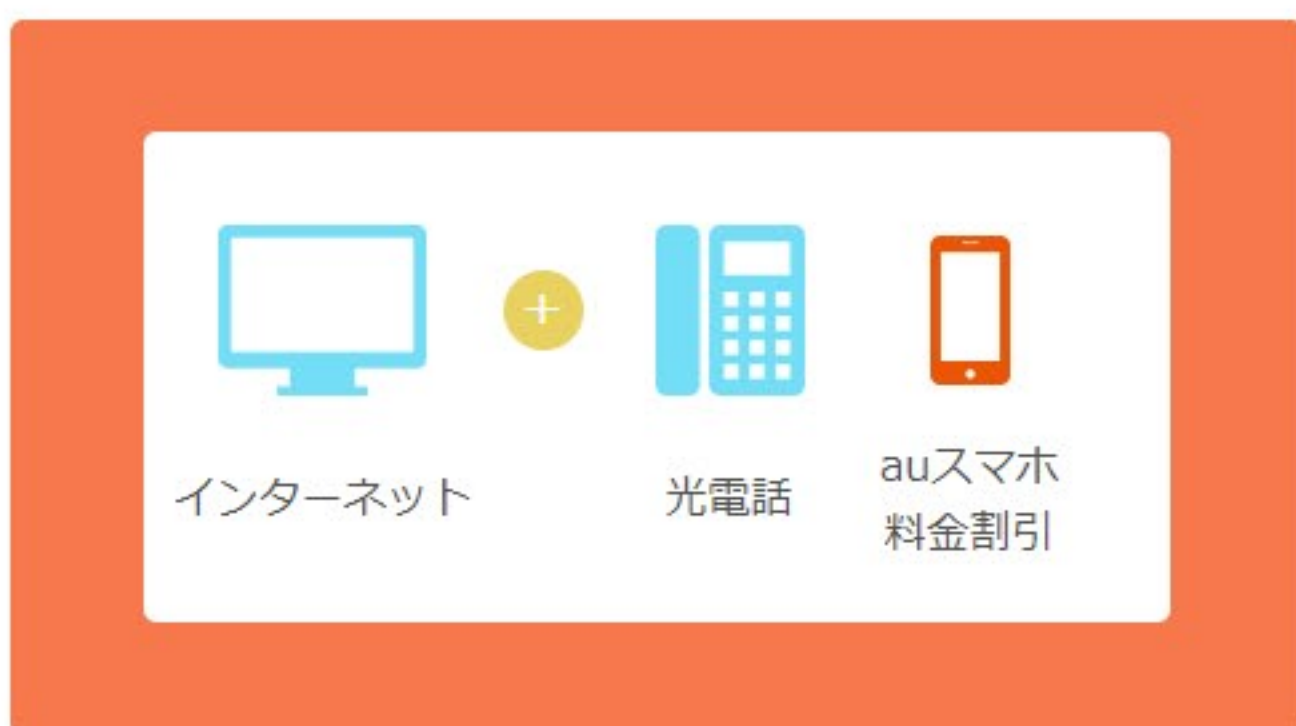 インターネット
+
光電話
auスマホ
料金割引